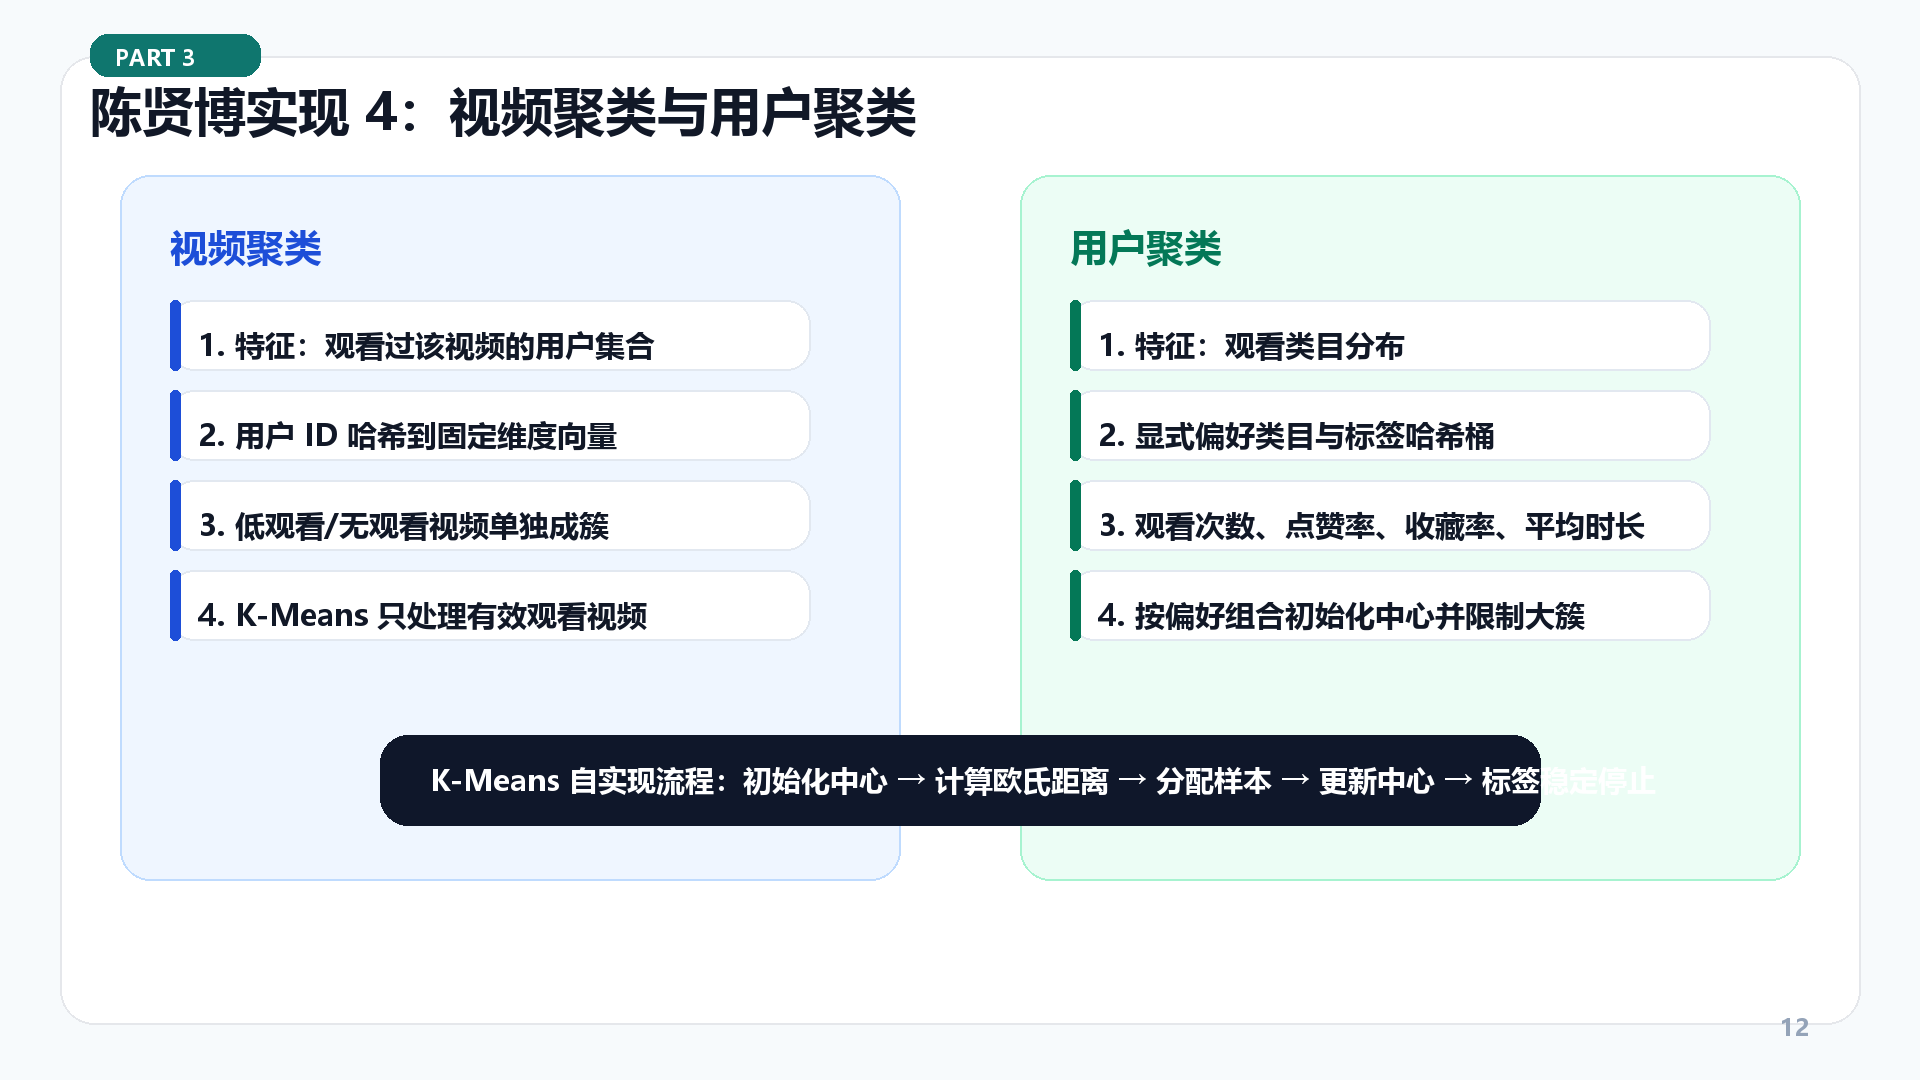 PART 3
陈贤博实现 4：视频聚类与用户聚类
视频聚类
1. 特征：观看过该视频的用户集合
2. 用户 ID 哈希到固定维度向量
3. 低观看/无观看视频单独成簇
4. K-Means 只处理有效观看视频
用户聚类
1. 特征：观看类目分布
2. 显式偏好类目与标签哈希桶
3. 观看次数、点赞率、收藏率、平均时长
4. 按偏好组合初始化中心并限制大簇
K-Means 自实现流程：初始化中心 → 计算欧氏距离 → 分配样本 → 更新中心 → 标签稳定停止
12